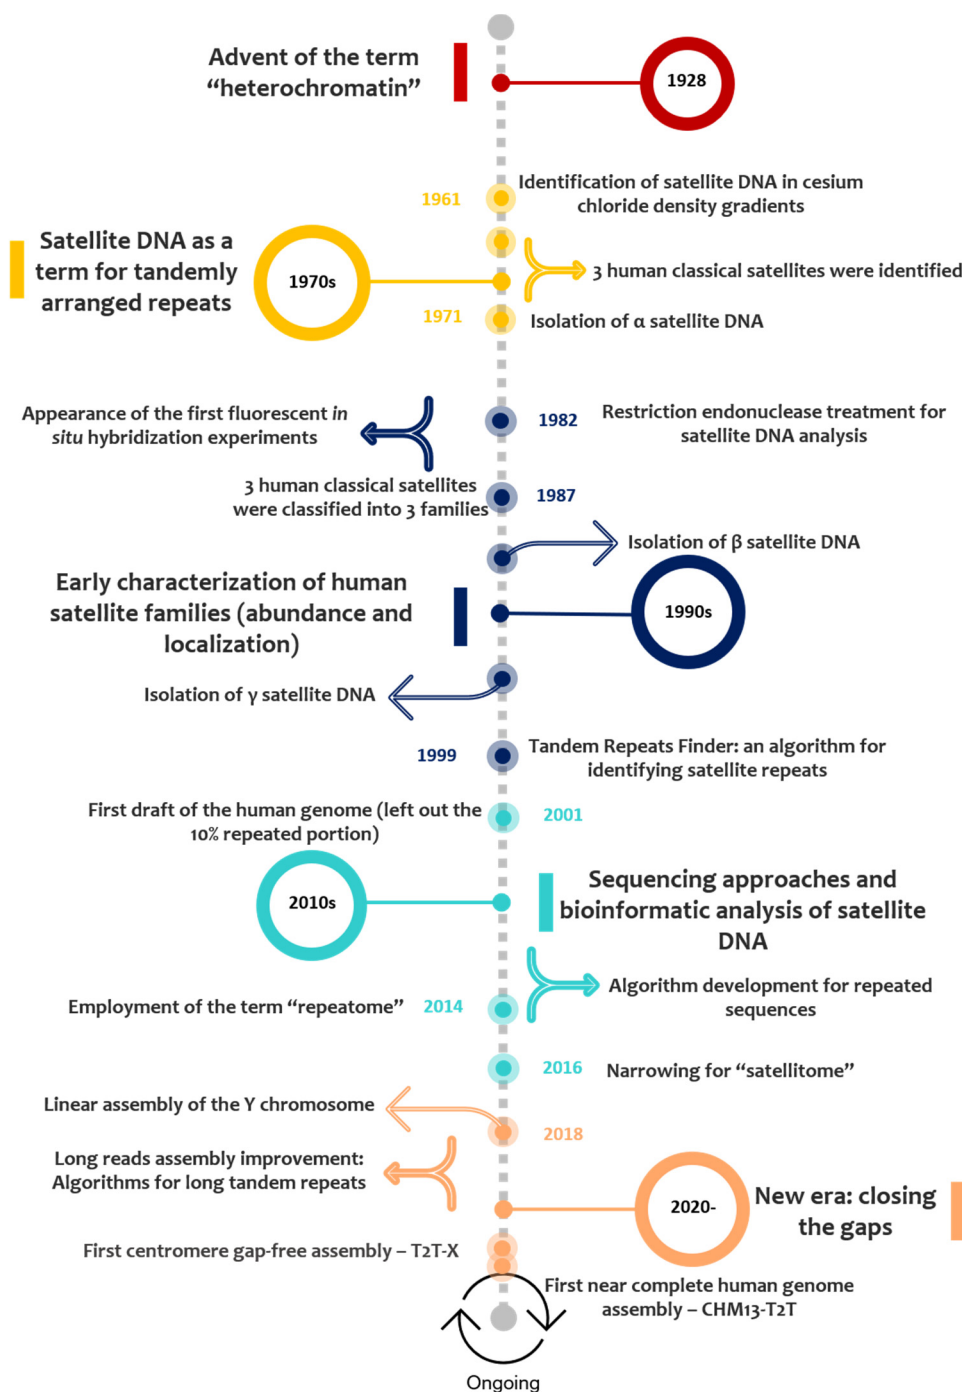 Advent of the term
“heterochromatin”
1928
1961
Identification of satellite DNA in cesium
chloride density gradients
Satellite DNA as a
term for tandemly
arranged repeats
1970s
3 human classical satellites were identified
1971
Isolation of α satellite DNA
Appearance of the first fluorescent in
situ hybridization experiments
1982
Restriction endonuclease treatment for
satellite DNA analysis
3 human classical satellites
were classified into 3 families
1987
Isolation of β satellite DNA
Early characterization of human
satellite families (abundance and
localization)
1990s
Isolation of γ satellite DNA
1999
Tandem Repeats Finder: an algorithm for
identifying satellite repeats
First draft of the human genome (left out the
10% repeated portion)
2001
2010s
Sequencing approaches and
bioinformatic analysis of satellite
DNA
Algorithm development for repeated
sequences
Employment of the term “repeatome”
2014
2016
Narrowing for “satellitome”
Linear assembly of the Y chromosome
2018
Long reads assembly improvement:
Algorithms for long tandem repeats
2020-
New era: closing
the gaps
First centromere gap-free assembly – T2T-X
First near complete human genome
assembly – CHM13-T2T
Ongoing